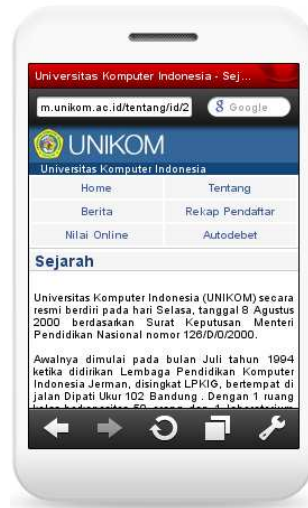 Universitas Komputer Indonesia - Sej...
m.unikom.ac.id/tentang/id/2
8 Google
UNIKOM
Universitas Komputer Indonesia
Home Tentang
Berita Rekap Pendaftar
Nilai Online Autodebet
Sejarah
Universitas Komputer Indonesia (UNIKOM) secara
resmi berdiri pada hari Selasa, tanggal 8 Agustus
2000 berdasarkan Surat Keputusan Menteri
Pendidikan Nasional nomor 126/D/0/2000.
Awalnya dimulai pada bulan Juli tahun 1994
ketika didirikan Lembaga Pendidikan Komputer
Indonesia Jerman, disingkat LPKIG, bertempat di
jalan Dipati Ukur 102 Bandung . Dengan 1 ruang